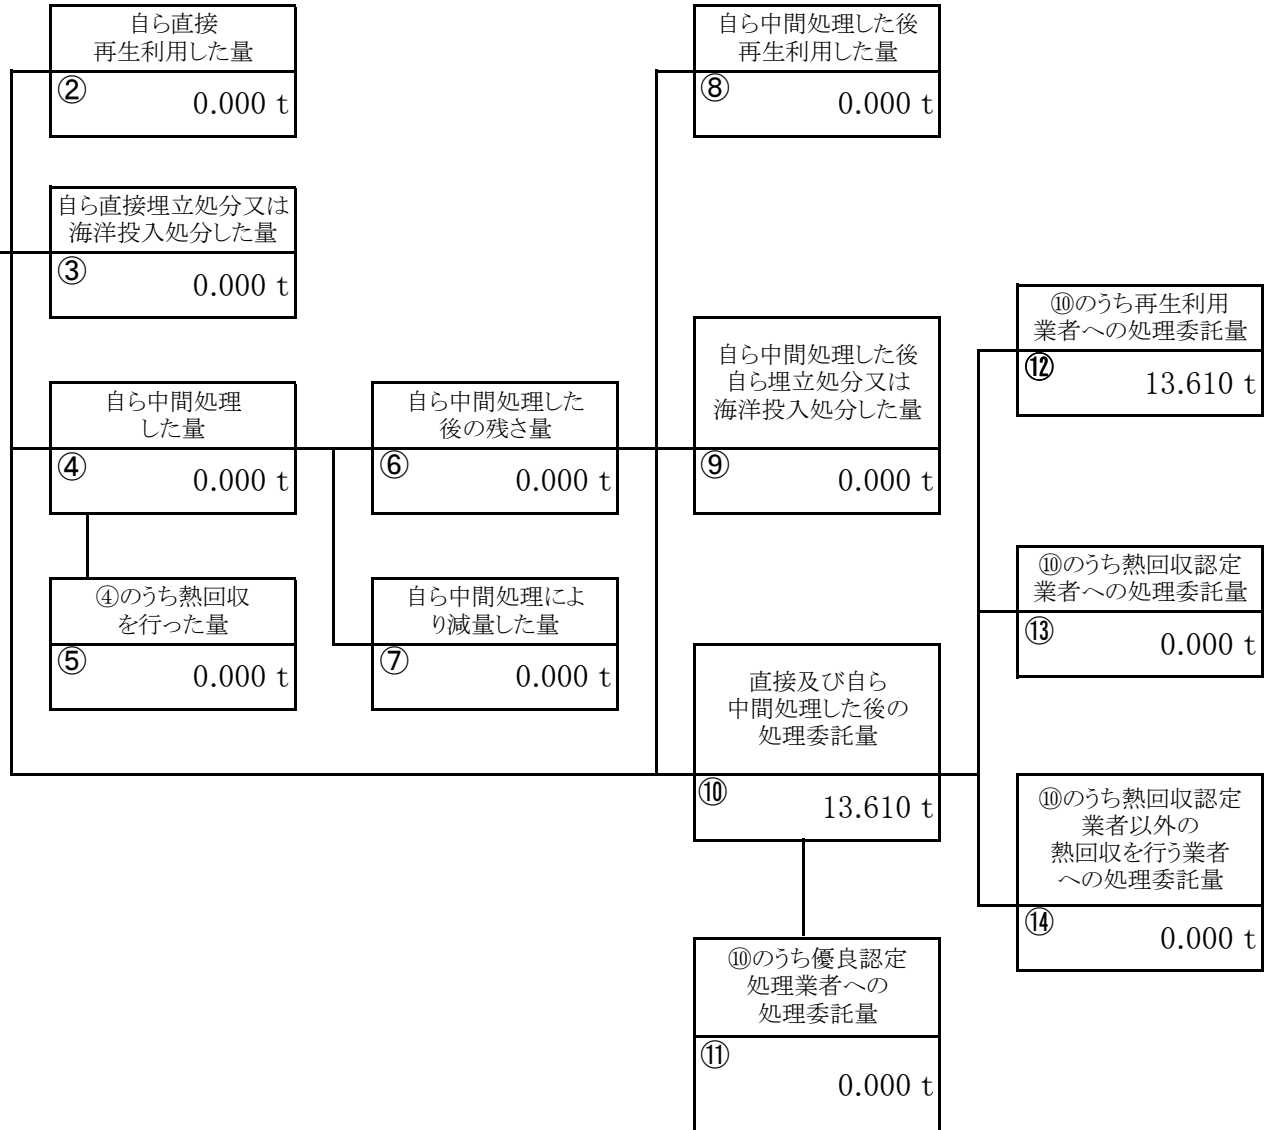 自ら直接
再生利用した量
②
0.000 t
自ら直接埋立処分又は
海洋投入処分した量
③
0.000 t
自ら中間処理
した量
④
0.000 t
④のうち熱回収
を行った量
⑤
0.000 t
自ら中間処理した
後の残さ量
⑥
0.000 t
自ら中間処理によ
り減量した量
⑦
0.000 t
自ら中間処理した後
再生利用した量
⑧
0.000 t
自ら中間処理した後
自ら埋立処分又は
海洋投入処分した量
⑨
0.000 t
直接及び自ら
中間処理した後の
処理委託量
⑩
13.610 t
⑩のうち優良認定
処理業者への
処理委託量
⑪
0.000 t
⑩のうち再生利用
業者への処理委託量
⑫
13.610 t
⑩のうち熱回収認定
業者への処理委託量
⑬
0.000 t
⑩のうち熱回収認定
業者以外の
熱回収を行う業者
への処理委託量
⑭
0.000 t